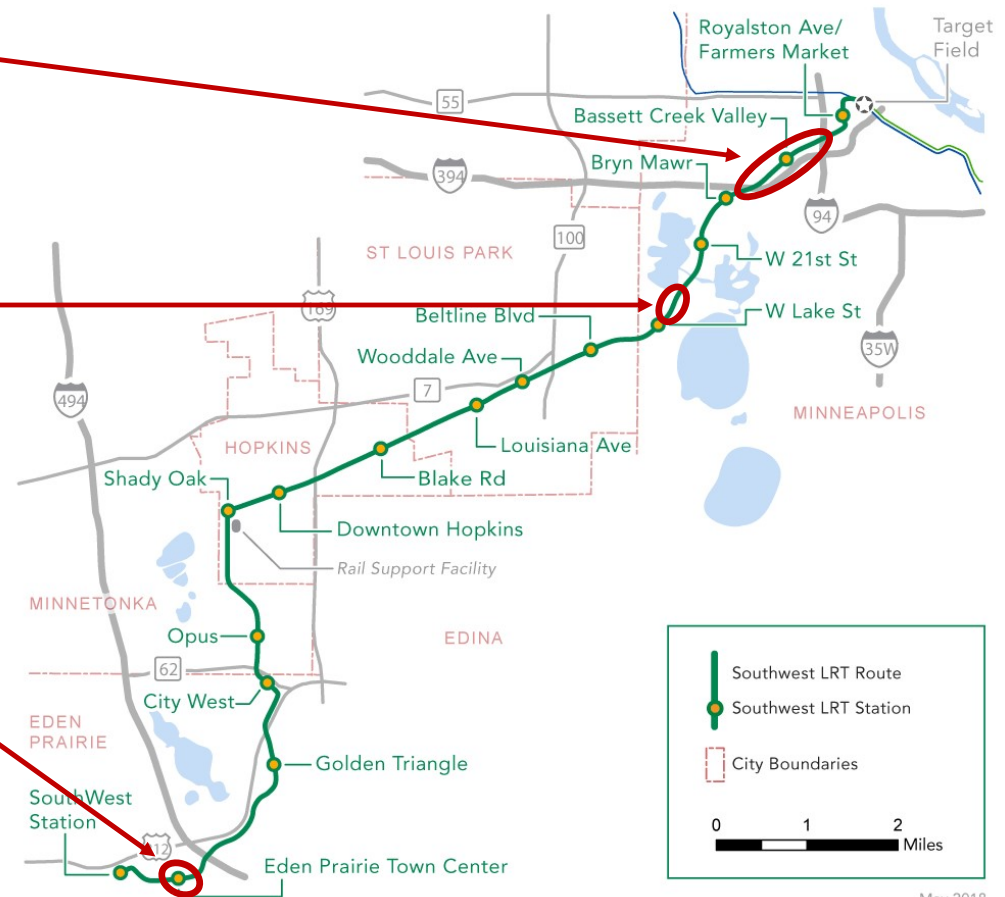 Royalston Ave/
Farmers Market
Target
Field
55
Bassett Creek Valley
Bryn Mawr
394
94
100
ST LOUIS PARK
W 21st St
169
Beltline Blvd
W Lake St
Wooddale Ave
35W
7
494
MINNEAPOLIS
HOPKINS
Louisiana Ave
Shady Oak
Blake Rd
Downtown Hopkins
Rail Support Facility
MINNETONKA
Opus
EDINA
62
City West
EDEN
PRAIRIE
Golden Triangle
SouthWest
Station
212
Eden Prairie Town Center
Southwest LRT Route
Southwest LRT Station
City Boundaries
0 1 2
Miles
May 2018